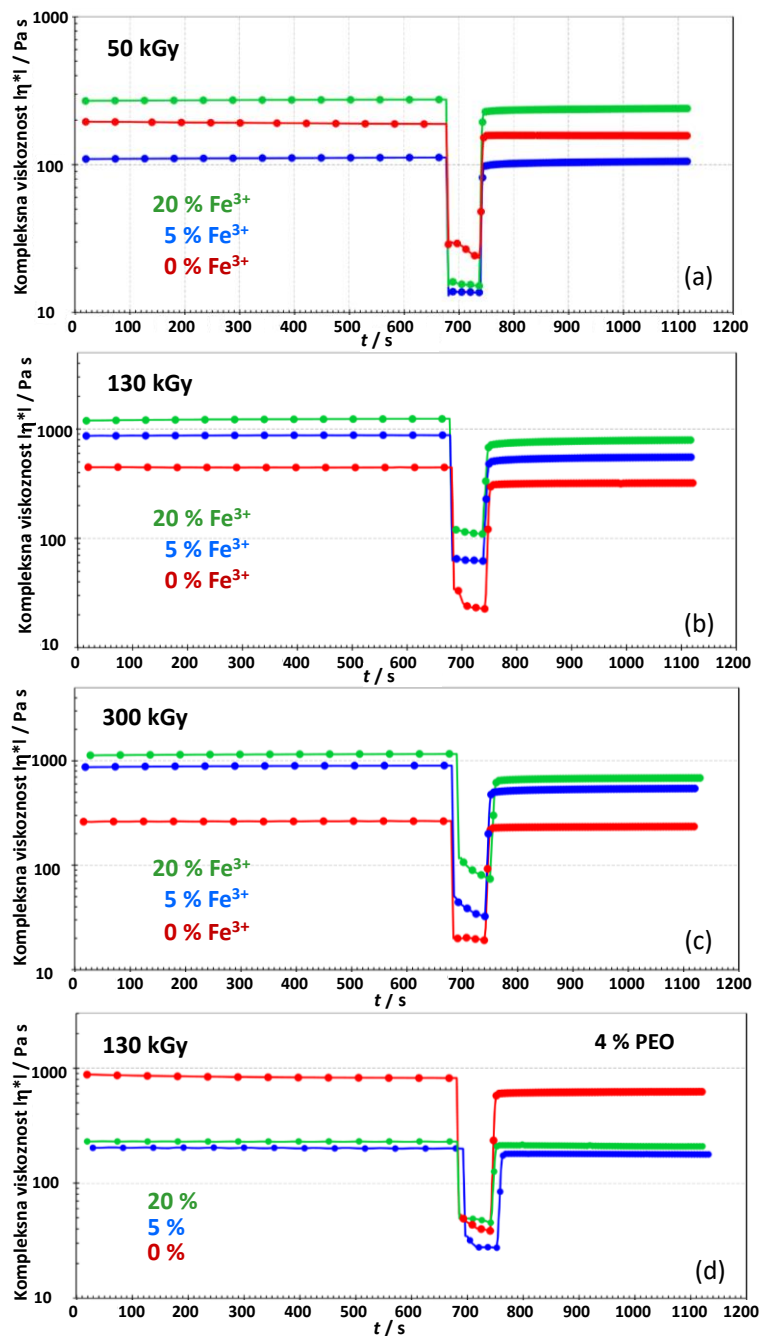 1000
50 kGy
100
20 % Fe³⁺
5 % Fe³⁺
0 % Fe³⁺
(a)
10
0 100 200 300 400 500 600 700 800 900 1000 1100 1200
t / s
Kompleksna viskoznost |η*| / Pa s
130 kGy
1000
100
20 % Fe³⁺
5 % Fe³⁺
0 % Fe³⁺
(b)
10
0 100 200 300 400 500 600 700 800 900 1000 1100 1200
t / s
Kompleksna viskoznost |η*| / Pa s
300 kGy
1000
100
20 % Fe³⁺
5 % Fe³⁺
0 % Fe³⁺
(c)
10
0 100 200 300 400 500 600 700 800 900 1000 1100 1200
t / s
Kompleksna viskoznost |η*| / Pa s
130 kGy 4 % PEO
1000
100
20 %
5 %
0 %
(d)
10
0 100 200 300 400 500 600 700 800 900 1000 1100 1200
t / s
Kompleksna viskoznost |η*| / Pa s